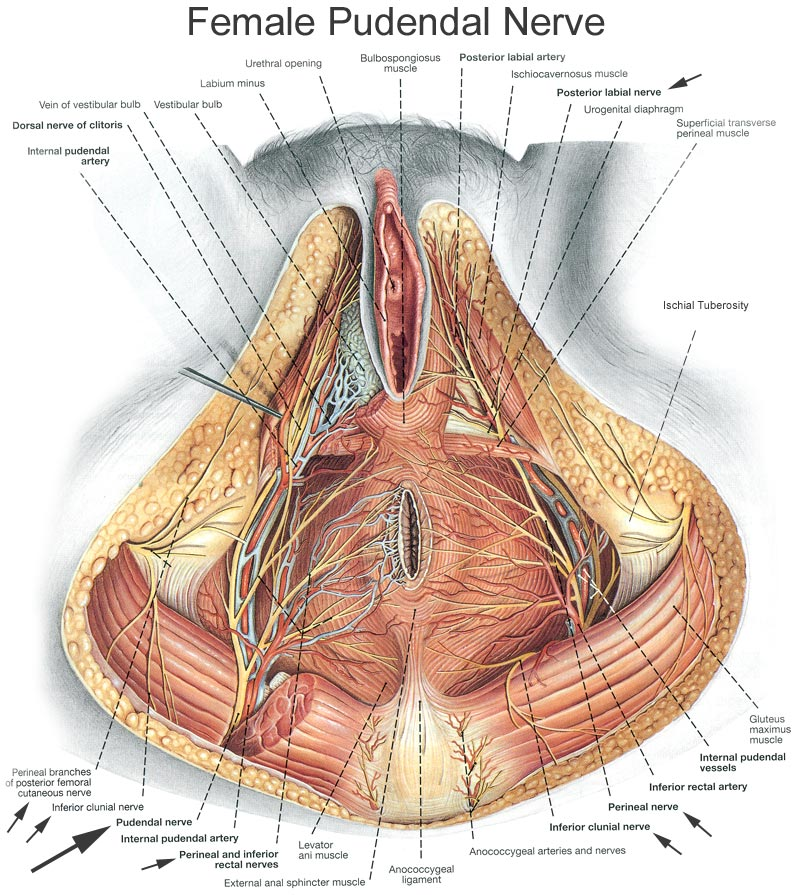 Female Pudendal Nerve
Urethral opening
Labium minus
Vein of vestibular bulb
Vestibular bulb
Dorsal nerve of clitoris
Internal pudendal
artery
Bulbospongiosus
muscle
Posterior labial artery
Ischiocavernosus muscle
Posterior labial nerve
Urogenital diaphragm
Superficial transverse
perineal muscle
Ischial Tuberosity
Gluteus
maximus
muscle
Internal pudendal
vessels
Inferior rectal artery
Perineal nerve
Inferior clunial nerve
Anococcygeal arteries and nerves
Anococcygeal
ligament
External anal sphincter muscle
Levator
ani muscle
Perineal and inferior
rectal nerves
Internal pudendal artery
Pudendal nerve
Inferior clunial nerve
Perineal branches
of posterior femoral
cutaneous nerve